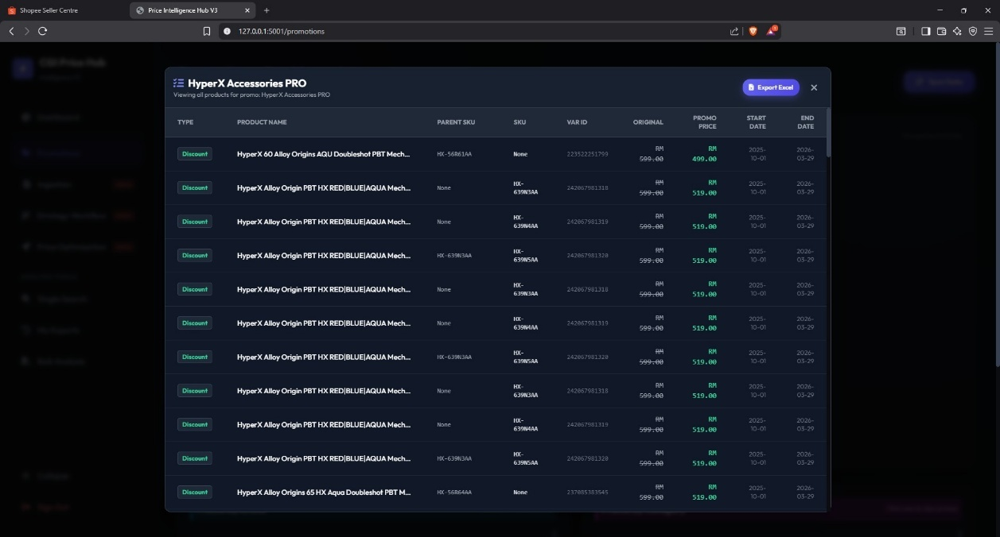 Shopee Seller Centre
Price Intelligence Hub V3
127.0.0.1:5001/promotions
CSI Price Hub
HyperX Accessories PRO
Viewing all products for promo: HyperX Accessories PRO
Export Excel
TYPE PRODUCT NAME PARENT SKU SKU VAR ID ORIGINAL PROMO PRICE START DATE END DATE
Discount HyperX 60 Alloy Origins AQU Doubleshot PBT Mech... HX-56R61AA None 223522251799 RM 599.00 RM 499.00 2025-10-01 2026-03-29
Discount HyperX Alloy Origin PBT HX RED|BLUE|AQUA Mech... None HX-639N3AA 242067981318 RM 599.00 RM 519.00 2025-10-01 2026-03-29
Discount HyperX Alloy Origin PBT HX RED|BLUE|AQUA Mech... None HX-639N4AA 242067981319 RM 599.00 RM 519.00 2025-10-01 2026-03-29
Discount HyperX Alloy Origin PBT HX RED|BLUE|AQUA Mech... HX-639N3AA HX-639N5AA 242067981320 RM 599.00 RM 519.00 2025-10-01 2026-03-29
Discount HyperX Alloy Origin PBT HX RED|BLUE|AQUA Mech... None HX-639N3AA 242067981318 RM 599.00 RM 519.00 2025-10-01 2026-03-29
Discount HyperX Alloy Origin PBT HX RED|BLUE|AQUA Mech... None HX-639N4AA 242067981319 RM 599.00 RM 519.00 2025-10-01 2026-03-29
Discount HyperX Alloy Origin PBT HX RED|BLUE|AQUA Mech... HX-639N3AA HX-639N5AA 242067981320 RM 599.00 RM 519.00 2025-10-01 2026-03-29
Discount HyperX Alloy Origin PBT HX RED|BLUE|AQUA Mech... None HX-639N3AA 242067981318 RM 599.00 RM 519.00 2025-10-01 2026-03-29
Discount HyperX Alloy Origin PBT HX RED|BLUE|AQUA Mech... None HX-639N4AA 242067981319 RM 599.00 RM 519.00 2025-10-01 2026-03-29
Discount HyperX Alloy Origin PBT HX RED|BLUE|AQUA Mech... HX-639N3AA HX-639N5AA 242067981320 RM 599.00 RM 519.00 2025-10-01 2026-03-29
Discount HyperX Alloy Origins 65 HX Aqua Doubleshot PBT M... HX-56R64AA None 237085383545 RM 599.00 RM 519.00 2025-10-01 2026-03-29